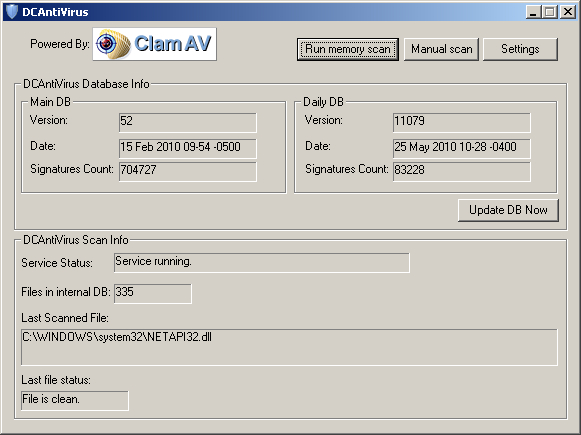 DCAntiVirus
Powered By: ClamAV
Run memory scan Manual scan Settings
DCAntiVirus Database Info
Main DB
Version: 52
Date: 15 Feb 2010 09-54 -0500
Signatures Count: 704727
Daily DB
Version: 11079
Date: 25 May 2010 10-28 -0400
Signatures Count: 83228
Update DB Now
DCAntiVirus Scan Info
Service Status: Service running.
Files in internal DB: 335
Last Scanned File:
C:\WINDOWS\system32\NETAPI32.dll
Last file status:
File is clean.